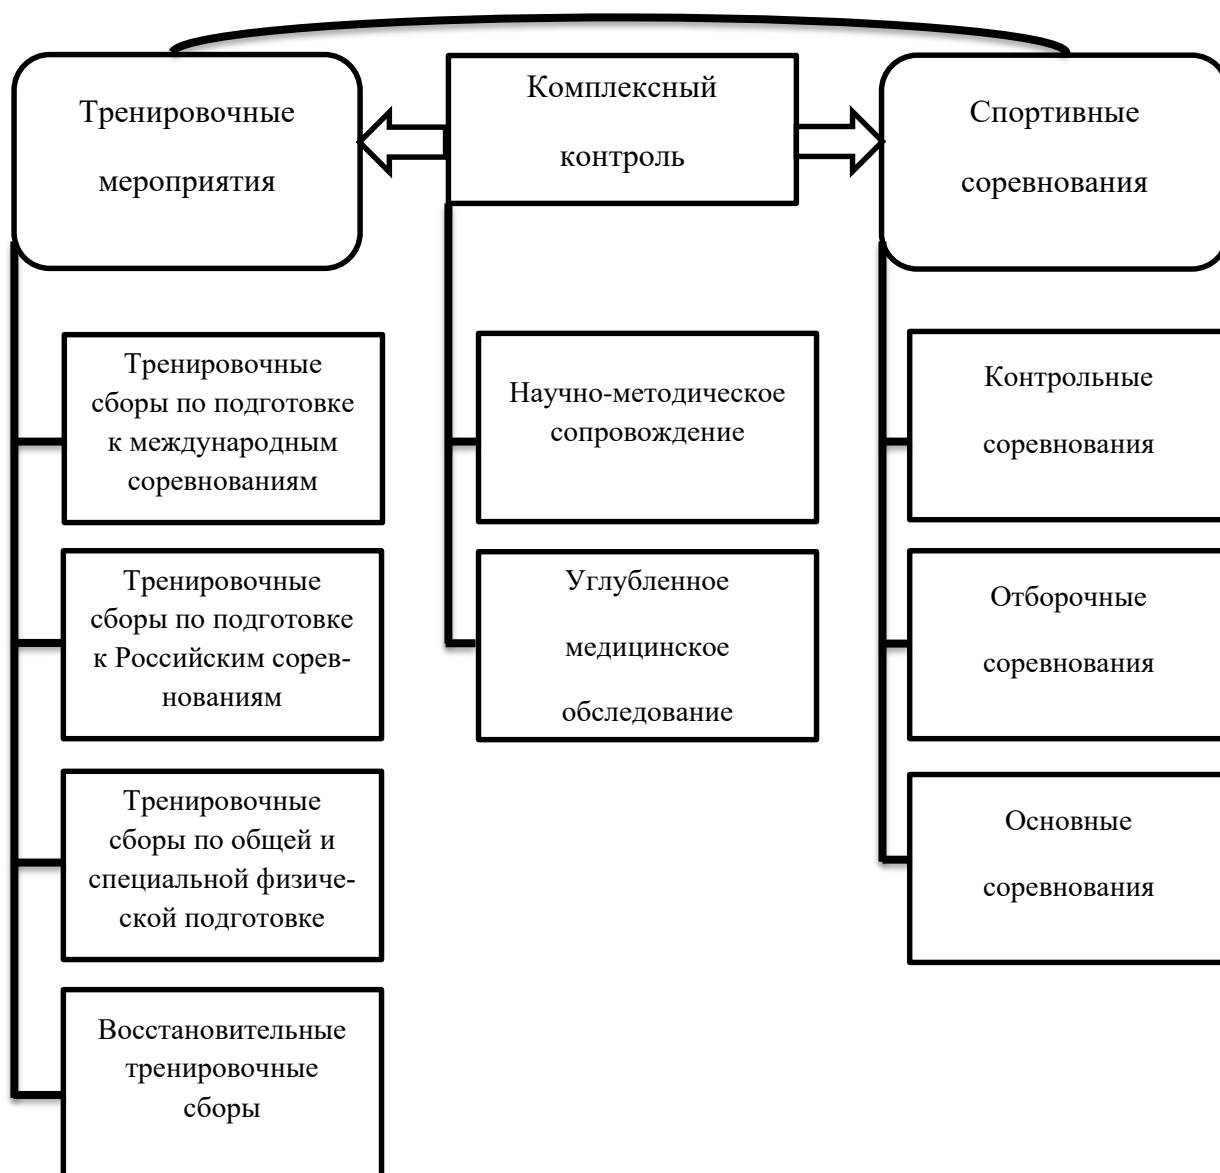 Тренировочные
мероприятия
Комплексный
контроль
Спортивные
соревнования
Тренировочные
сборы по подготовке
к международным
соревнованиям
Тренировочные
сборы по подготовке
к Российским сорев-
нованиям
Тренировочные
сборы по общей и
специальной физиче-
ской подготовке
Восстановительные
тренировочные
сборы
Научно-методическое
сопровождение
Углубленное
медицинское
обследование
Контрольные
соревнования
Отборочные
соревнования
Основные
соревнования